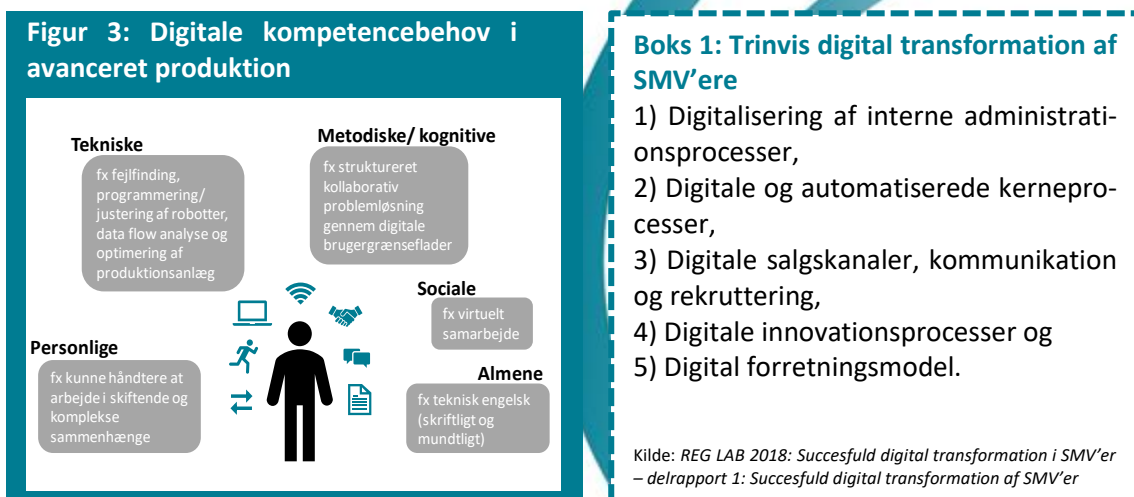 Figur 3: Digitale kompetencebehov i
avanceret produktion
Tekniske
fx fejlfinding,
programmering/
justering af robotter,
data flow analyse og
optimering af
produktionsanlæg
Metodiske/ kognitive
fx struktureret
kollaborativ
problemløsning
gennem digitale
brugergrænseflader
Sociale
fx virtuelt
samarbejde
Personlige
fx kunne håndtere at
arbejde i skiftende og
komplekse
sammenhænge
Almene
fx teknisk engelsk
(skriftligt og
mundtligt)
Boks 1: Trinvis digital transformation af
SMV’ere
1) Digitalisering af interne administrati-
onsprocesser,
2) Digitale og automatiserede kernepro-
cesser,
3) Digitale salgskanaler, kommunikation
og rekruttering,
4) Digitale innovationsprocesser og
5) Digital forretningsmodel.
Kilde: REG LAB 2018: Succesfuld digital transformation i SMV’er
– delrapport 1: Succesfuld digital transformation af SMV’er